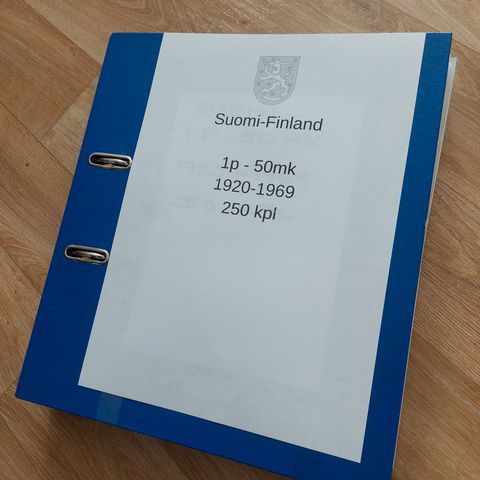 Suomi-Finland
1p - 50mk
1920-1969
250 kpl